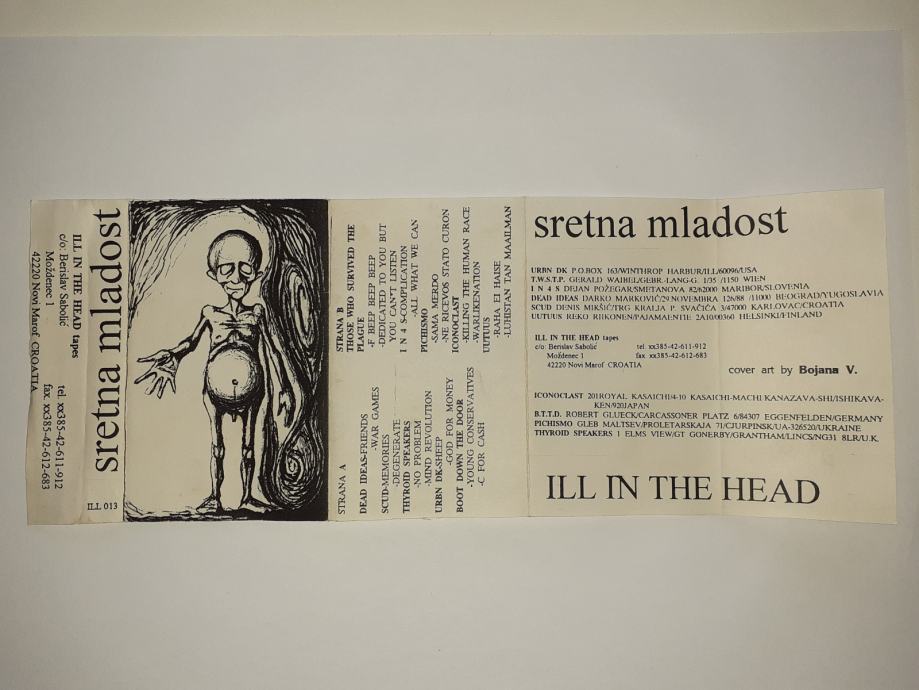 ILL IN THE HEAD tapes
c/o: Berislav Sabolić
Moždenec 1
42220 Novi Marof CROATIA
tel. xx385-42-611-912
fax. xx385-42-612-683
sretna mladost
ILL 013
STRANA A
DEAD IDEAS-FRIENDS
-WAR GAMES
SCUD-MEMORIES
-DEGENERATE
THYROID SPEAKERS
-NO PROBLEM
-MIND REVOLUTION
URBN DK-SHEEP
-GOD FOR MONEY
BOOT DOWN THE DOOR
-YOUNG CONSERVATIVES
-C FOR CASH
STRANA B
THOSE WHO SURVIVED THE
PLAGUE
-F BEEP BEEP BEEP
-DEDICATED TO YOU BUT
YOU CAN'T LISTEN
I N 4 S-COMPLICATION
-ALL WHAT WE CAN
PICHISMO
-SAMA MERDO
-NE RICEVOS STATO CURON
ICONOCLAST
-KILLING THE HUMAN RACE
-WARLIKENATION
UUTUUS
-RAHA EI HAISE
-LUHISTAN TAN MAAILMAN
sretna mladost
URBN DK P.O.BOX 163/WINTHROP HARBUR/ILL/60096/USA
T.W.S.T.P. GERALD WAIBEL/GEBR-LANG-G. 1/35 /1150 WIEN
I N 4 S DEJAN POŽEGAR/SMETANOVA 82/62000 MARIBOR/SLOVENIA
DEAD IDEAS DARKO MARKOVIĆ/29 NOVEMBRA 126/88 /11000 BEOGRAD/YUGOSLAVIA
SCUD DENIS MIKŠIĆ/TRG KRALJA P. SVAČIĆA 3/47000 KARLOVAC/CROATIA
UUTUUS REKO RIIKONEN/PAJAMAENTIE 2A10/00360 HELSINKI/FINLAND
ILL IN THE HEAD tapes
c/o: Berislav Sabolić tel xx385-42-611-912
Moždenec 1 fax xx385-42-612-683
42220 Novi Marof CROATIA
cover art by Bojana V.
ICONOCLAST 201ROYAL KASAICHI/4-10 KASAICHI-MACHI/KANAZAVA-SHI/ISHIKAVA-
KEN/920JAPAN
B.T.T.D. ROBERT GLUECK/CARCASSONER PLATZ 6/84307 EGGENFELDEN/GERMANY
PICHISMO GLEB MALTSEV/PROLETARSKAJA 71/CJURPINSK/UA-326520/UKRAINE
THYROID SPEAKERS 1 ELMS VIEW/GT GONERBY/GRANTHAM/LINCS/NG31 8LR/U.K.
ILL IN THE HEAD